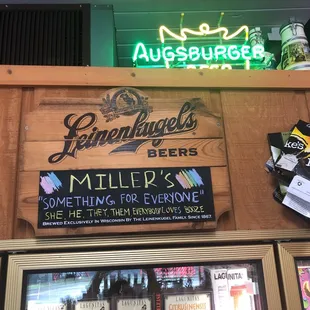 AUGSBURGER
BEER
Leinenkugel's
BEERS
MILLER'S
"SOMETHING FOR EVERYONE"
SHE, HE, THEY, THEM EVERYBODY LOVES BOOZE
BREWED EXCLUSIVELY IN WISCONSIN BY THE LEINENKUGEL FAMILY SINCE 1867
LAGUNITAS